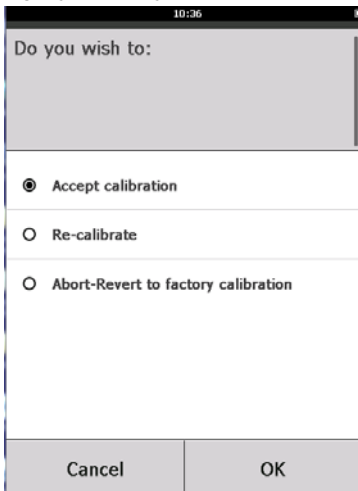 10:36
Do you wish to:
Accept calibration
Re-calibrate
Abort-Revert to factory calibration
Cancel
OK